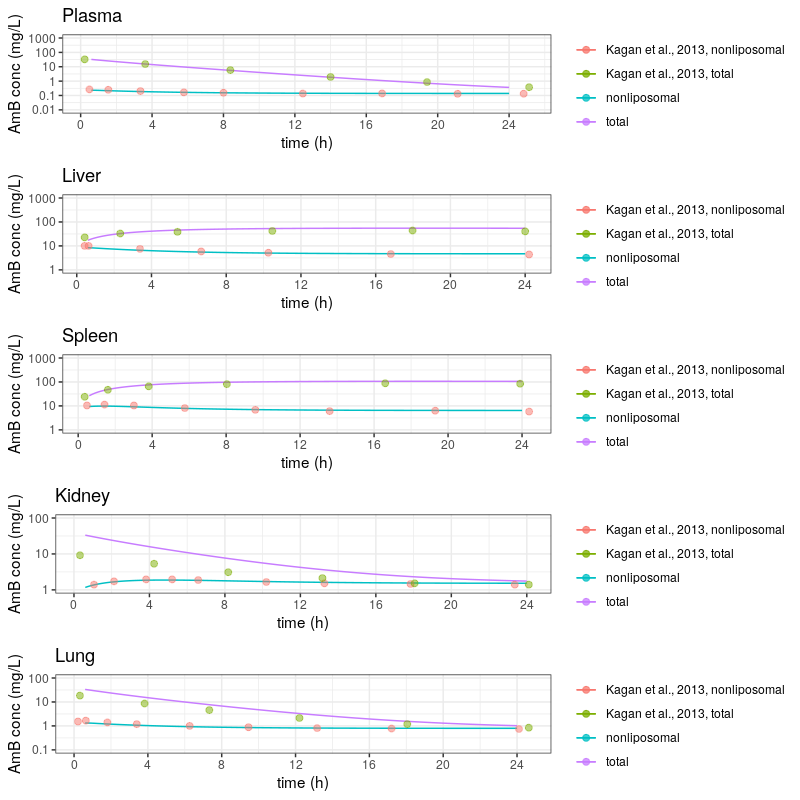 Plasma
AmB conc (mg/L)
1000
100
10
1
0.1
0.01
0 4 8 12 16 20 24
time (h)
Kagan et al., 2013, nonliposomal
Kagan et al., 2013, total
nonliposomal
total
Liver
AmB conc (mg/L)
1000
100
10
1
0 4 8 12 16 20 24
time (h)
Kagan et al., 2013, nonliposomal
Kagan et al., 2013, total
nonliposomal
total
Spleen
AmB conc (mg/L)
1000
100
10
1
0 4 8 12 16 20 24
time (h)
Kagan et al., 2013, nonliposomal
Kagan et al., 2013, total
nonliposomal
total
Kidney
AmB conc (mg/L)
100
10
1
0 4 8 12 16 20 24
time (h)
Kagan et al., 2013, nonliposomal
Kagan et al., 2013, total
nonliposomal
total
Lung
AmB conc (mg/L)
100
10
1
0.1
0 4 8 12 16 20 24
time (h)
Kagan et al., 2013, nonliposomal
Kagan et al., 2013, total
nonliposomal
total